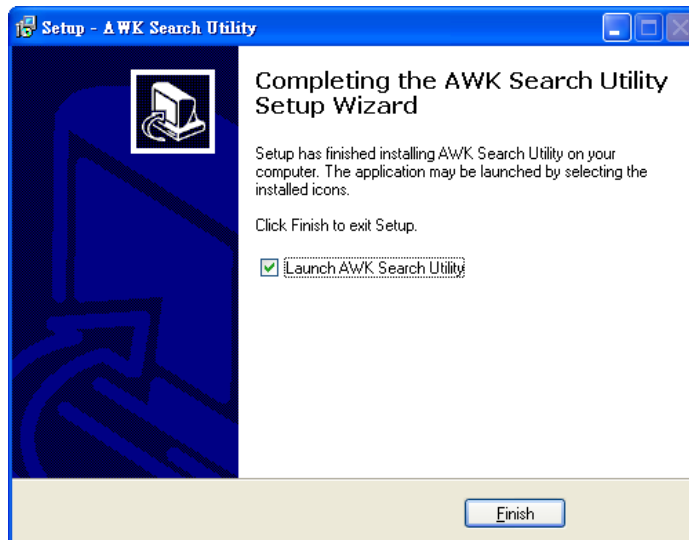 Setup - AWK Search Utility
Completing the AWK Search Utility
Setup Wizard
Setup has finished installing AWK Search Utility on your
computer. The application may be launched by selecting the
installed icons.
Click Finish to exit Setup.
Launch AWK Search Utility
Finish